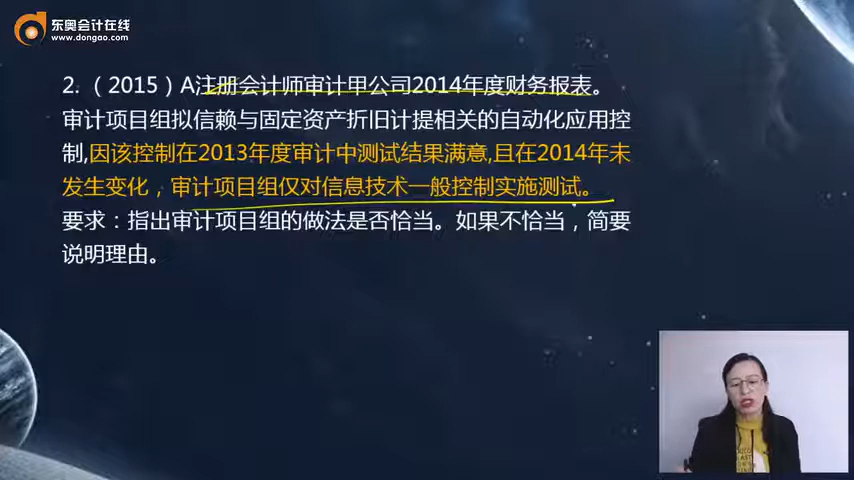 东奥会计在线
www.dongao.com
2. （2015）A注册会计师审计甲公司2014年度财务报表。
审计项目组拟信赖与固定资产折旧计提相关的自动化应用控
制,因该控制在2013年度审计中测试结果满意,且在2014年未
发生变化，审计项目组仅对信息技术一般控制实施测试。
要求：指出审计项目组的做法是否恰当。如果不恰当，简要
说明理由。